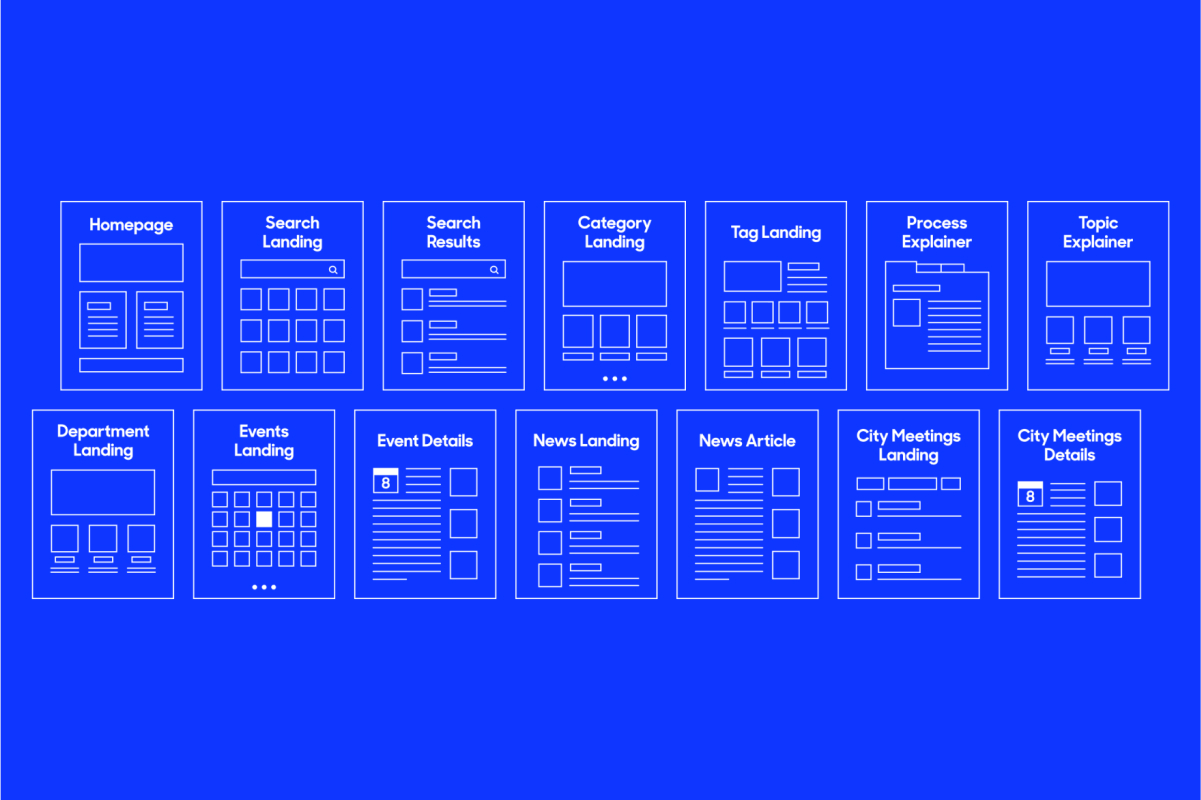 Homepage
Search
Landing
Search
Results
Category
Landing
Tag Landing
Process
Explainer
Topic
Explainer
Department
Landing
Events
Landing
Event Details
8
News Landing
News Article
City Meetings
Landing
City Meetings
Details
8